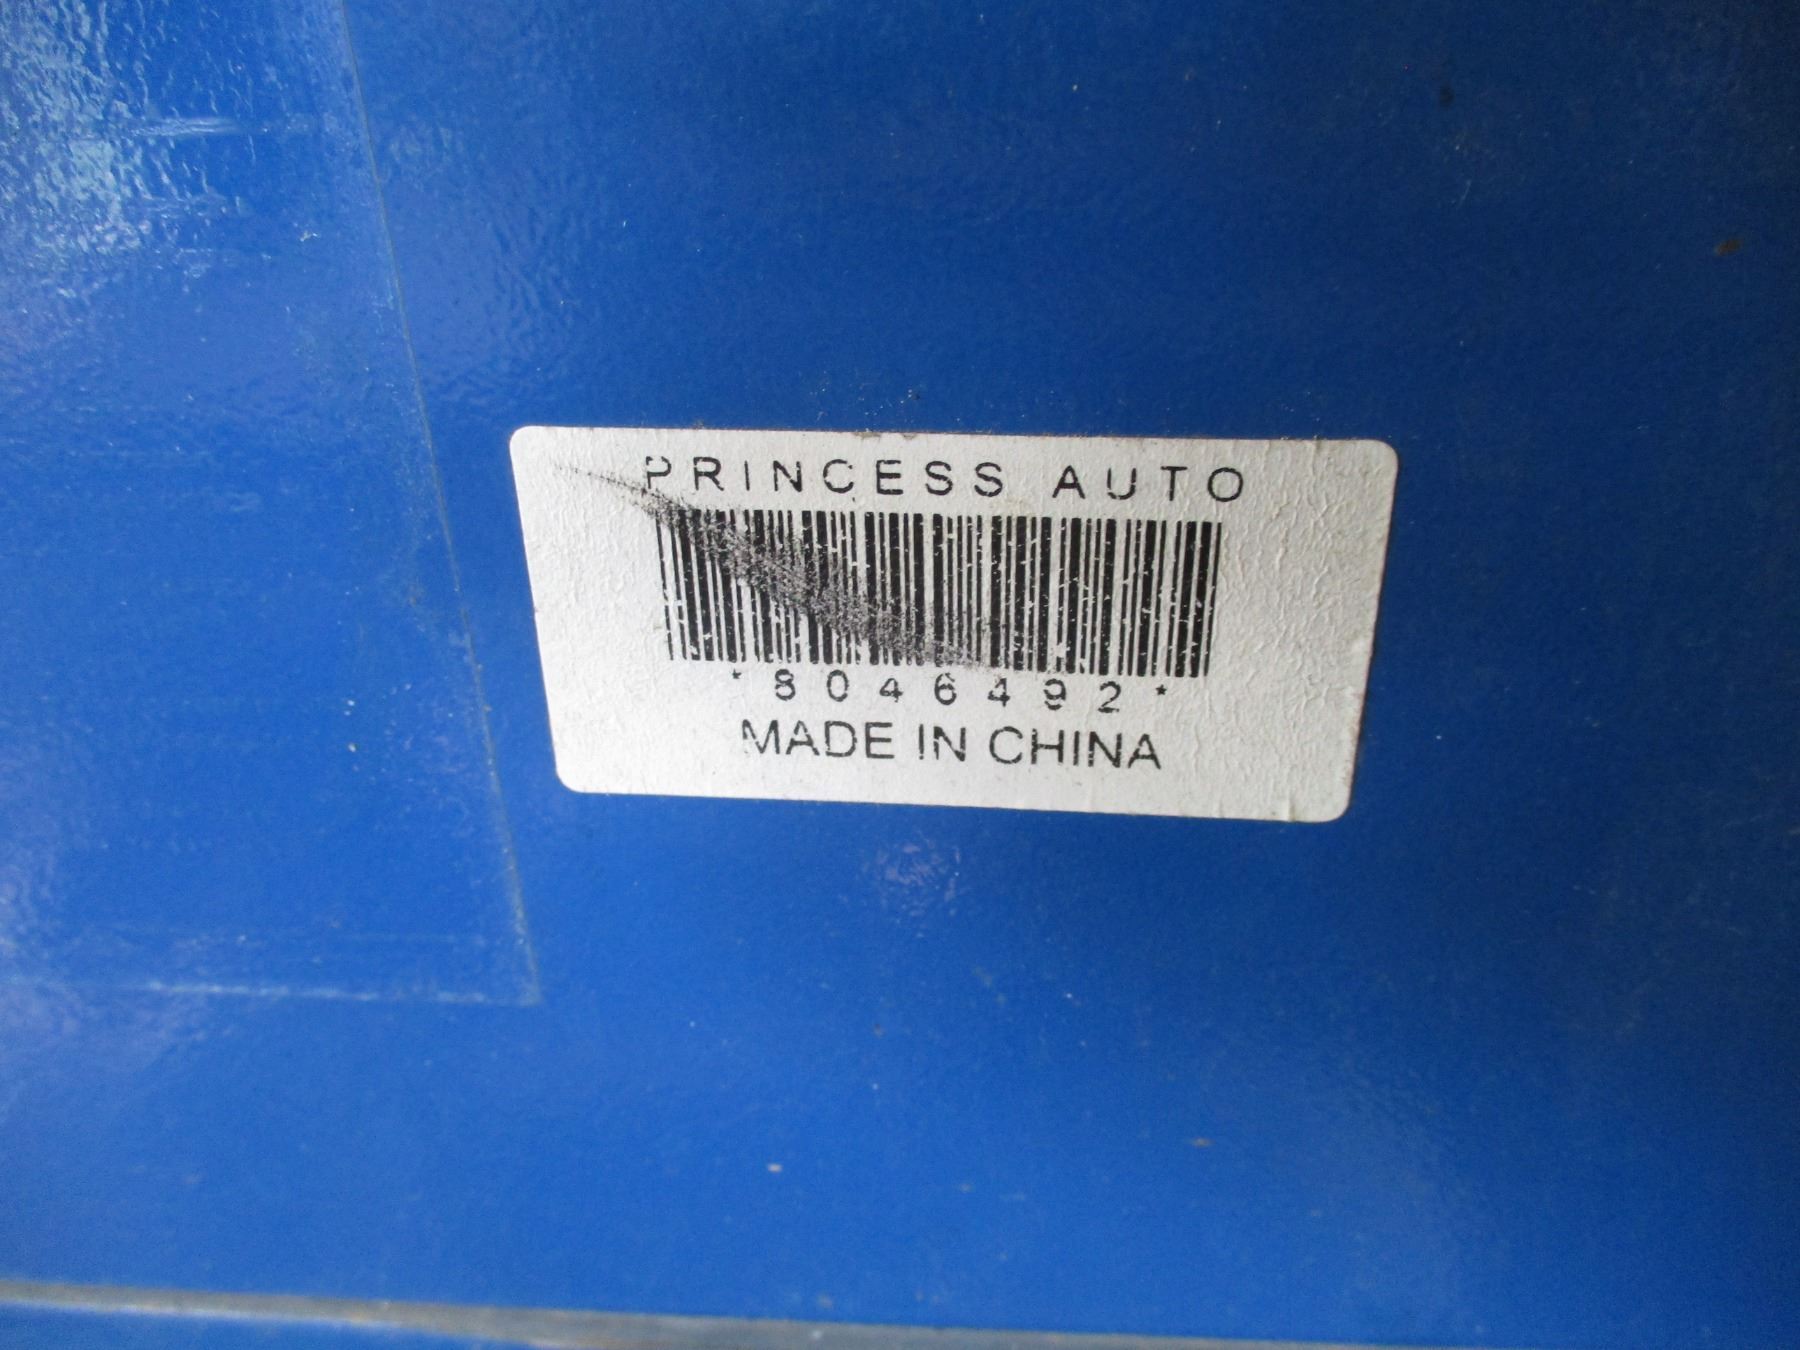 PRINCESS AUTO
*8046492*
MADE IN CHINA